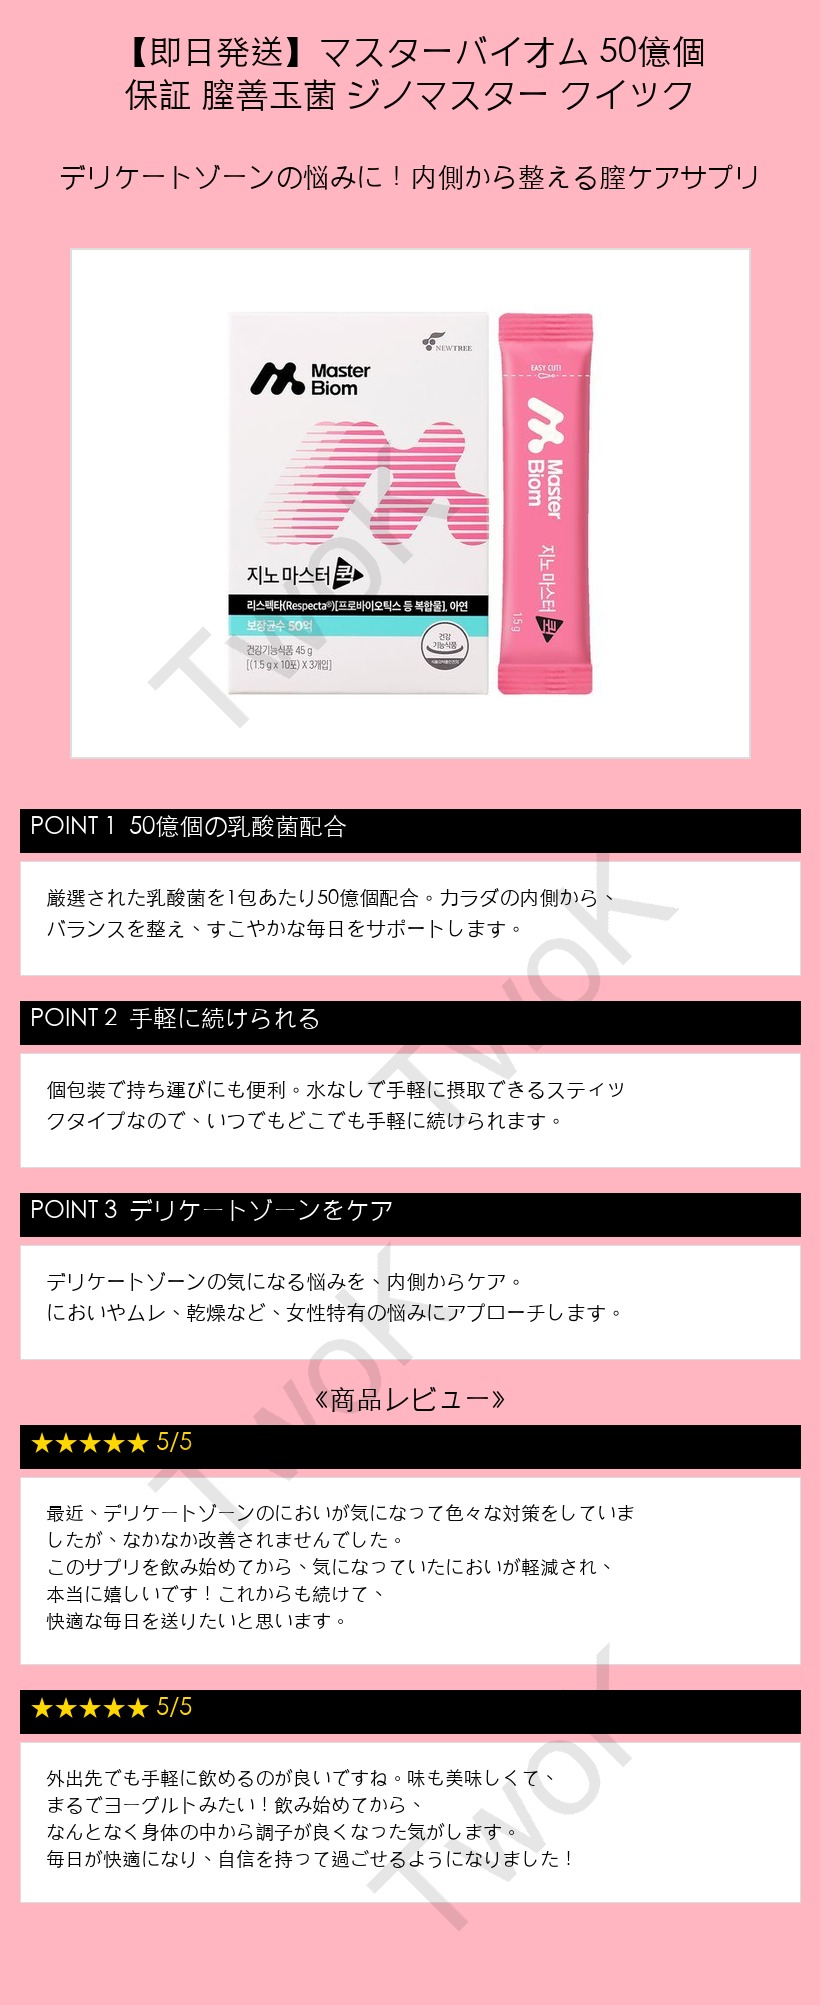 【即日発送】マスターバイオム 50億個
保証 膣善玉菌 ジノマスター クイック
デリケートゾーンの悩みに！内側から整える膣ケアサプリ
NEWTREE
Master
Biom
지노 마스터 퀵
리스펙타(Respecta®)[프로바이오틱스 등 복합물], 아연
보장균수 50억
건강기능식품 45 g
[(1.5 g x 10포) X 3개입]
건강
기능식품
EASY CUT!
Master
Biom
지노 마스터 퀵
1.5 g
TwoK
POINT 1 50億個の乳酸菌配合
厳選された乳酸菌を1包あたり50億個配合。カラダの内側から、
バランスを整え、すこやかな毎日をサポートします。
POINT 2 手軽に続けられる
個包装で持ち運びにも便利。水なしで手軽に摂取できるスティッ
クタイプなので、いつでもどこでも手軽に続けられます。
TwoK
POINT 3 デリケートゾーンをケア
デリケートゾーンの気になる悩みを、内側からケア。
においやムレ、乾燥など、女性特有の悩みにアプローチします。
TwoK
《商品レビュー》
★★★★★ 5/5
最近、デリケートゾーンのにおいが気になって色々な対策をしていま
したが、なかなか改善されませんでした。
このサプリを飲み始めてから、気になっていたにおいが軽減され、
本当に嬉しいです！これからも続けて、
快適な毎日を送りたいと思います。
★★★★★ 5/5
外出先でも手軽に飲めるのが良いですね。味も美味しくて、
まるでヨーグルトみたい！飲み始めてから、
なんとなく身体の中から調子が良くなった気がします。
毎日が快適になり、自信を持って過ごせるようになりました！
TwoK